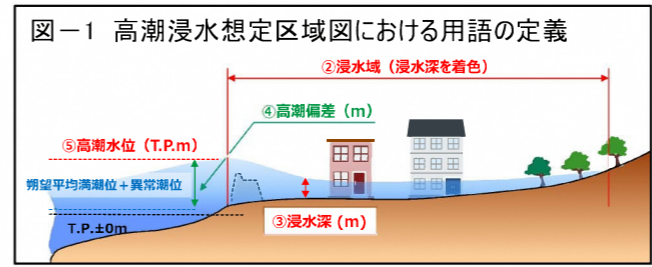 図－1 高潮浸水想定区域図における用語の定義
②浸水域（浸水深を着色）
④高潮偏差（m）
⑤高潮水位（T.P.m）
朔望平均満潮位＋異常潮位
③浸水深(m)
T.P.±0m